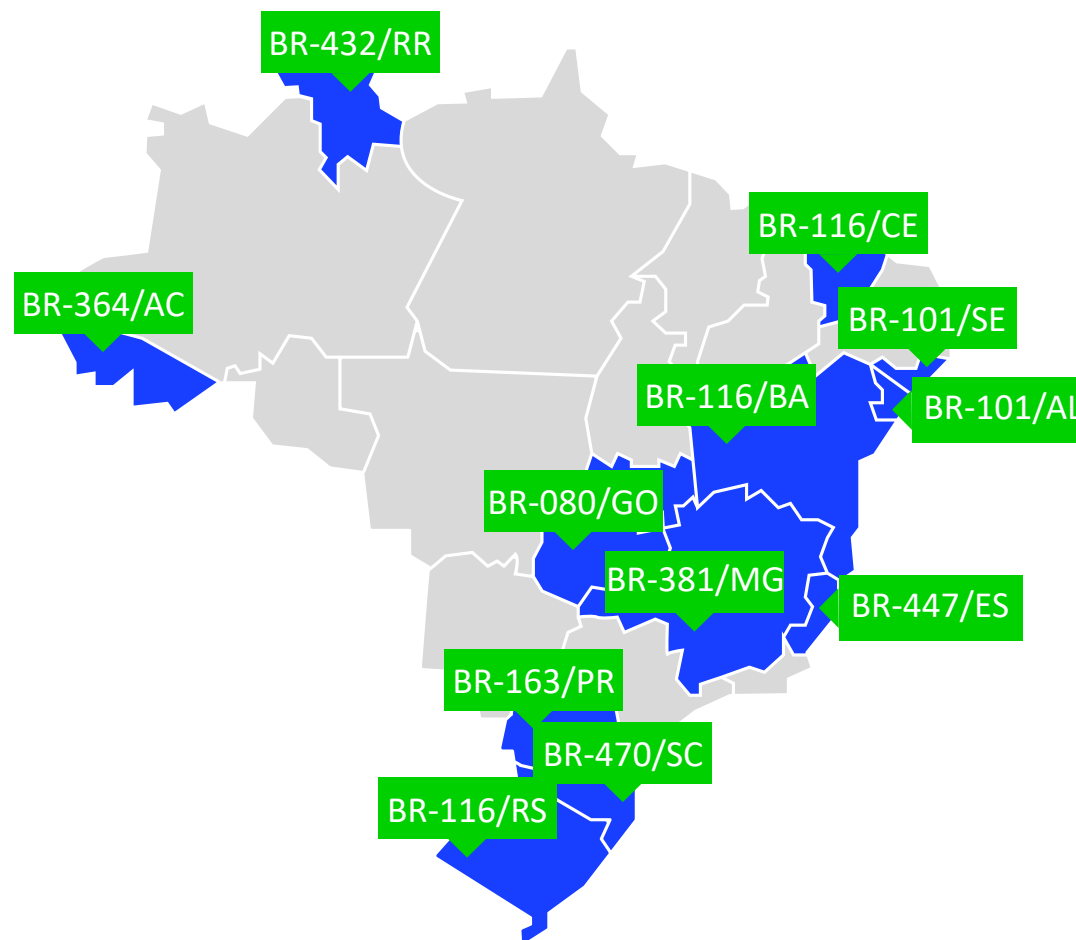 BR-432/RR
BR-116/CE
BR-364/AC
BR-101/SE
BR-116/BA
BR-101/AL
BR-080/GO
BR-381/MG
BR-447/ES
BR-163/PR
BR-470/SC
BR-116/RS